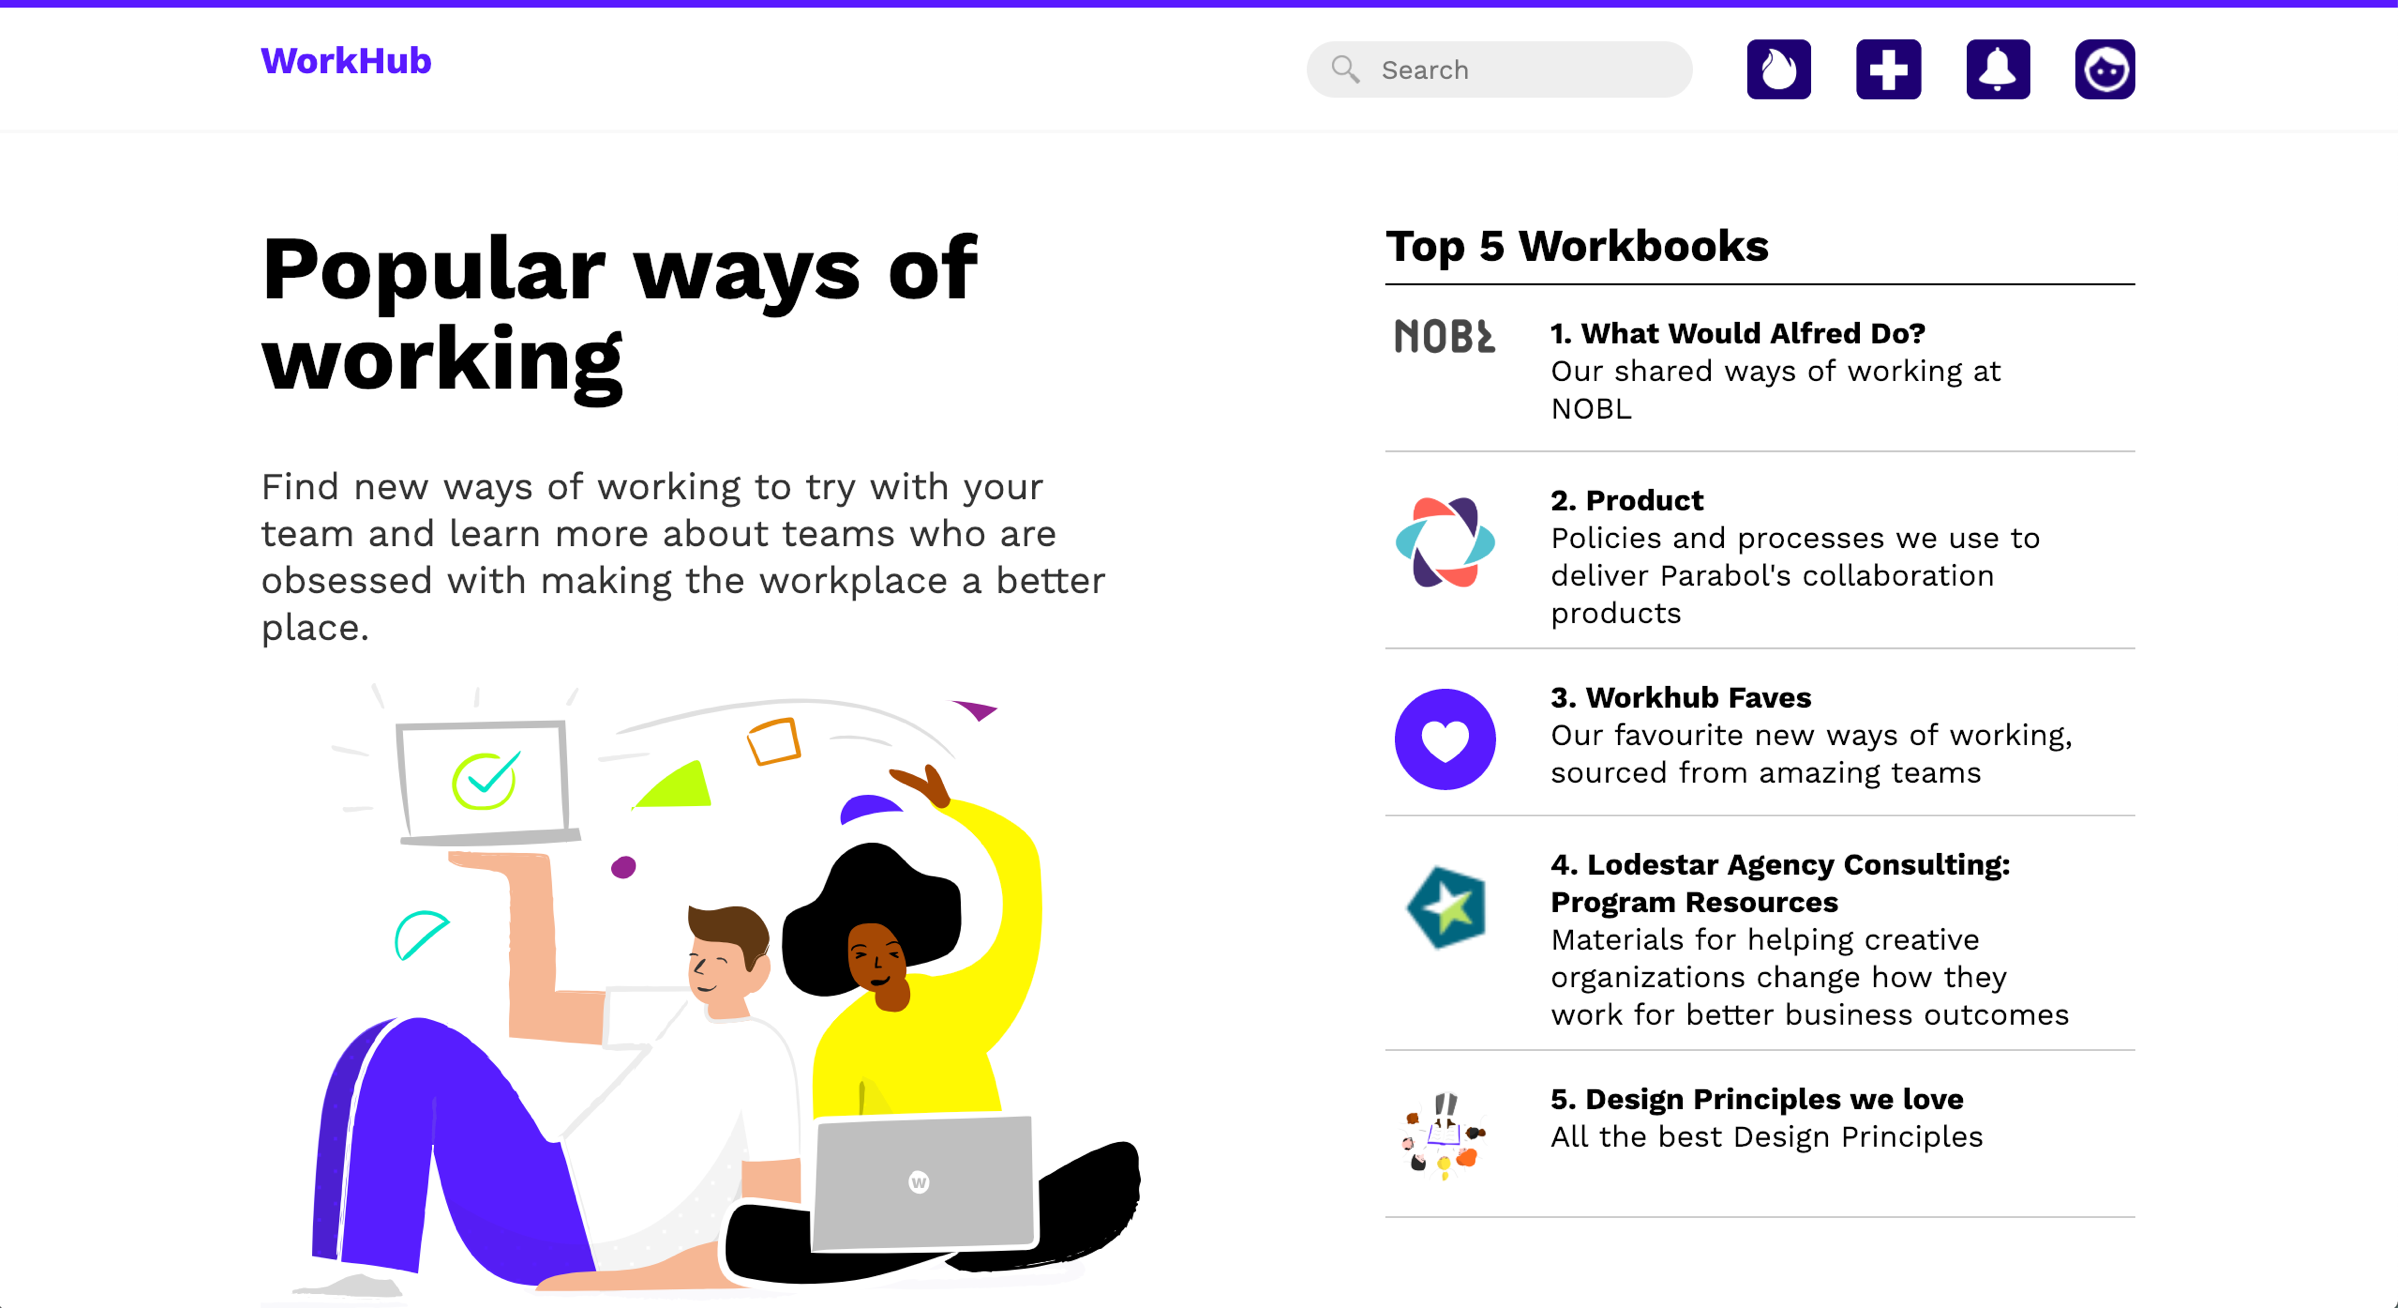 WorkHub
Search
Popular ways of
working
Find new ways of working to try with your
team and learn more about teams who are
obsessed with making the workplace a better
place.
W
Top 5 Workbooks
NOBL
1. What Would Alfred Do?
Our shared ways of working at
NOBL
2. Product
Policies and processes we use to
deliver Parabol's collaboration
products
3. Workhub Faves
Our favourite new ways of working,
sourced from amazing teams
4. Lodestar Agency Consulting:
Program Resources
Materials for helping creative
organizations change how they
work for better business outcomes
5. Design Principles we love
All the best Design Principles